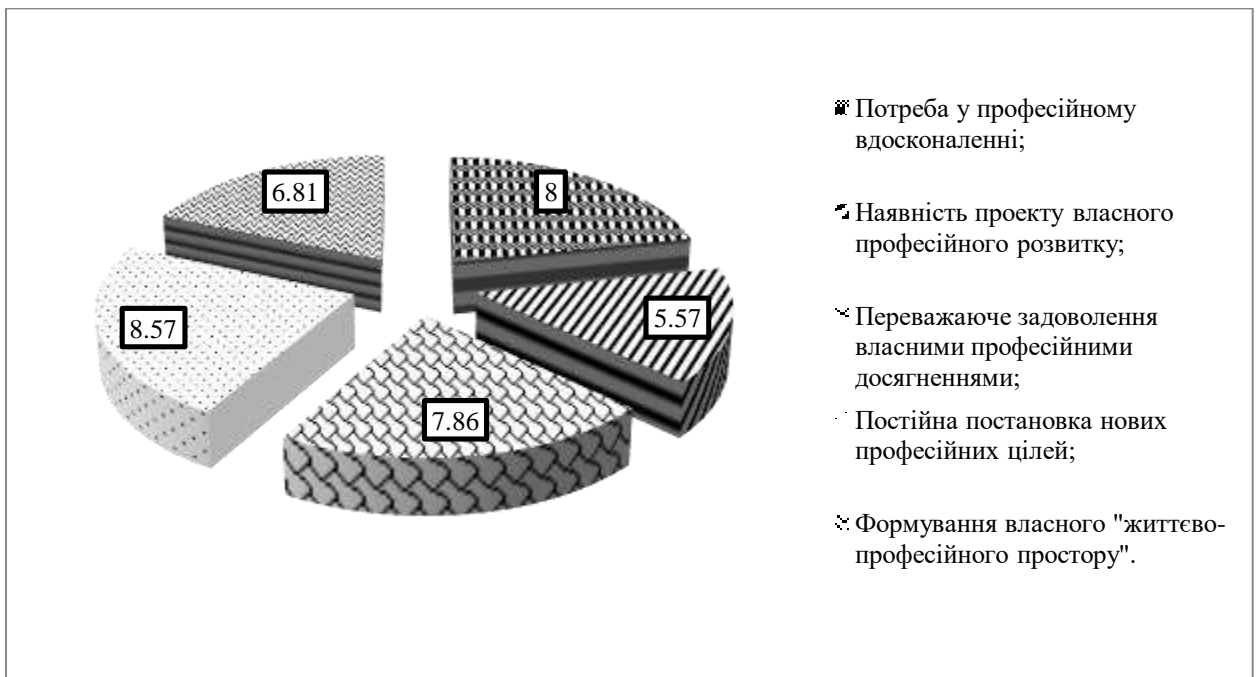 6.81
8
8.57
5.57
7.86
Потреба у професійному
вдосконаленні;
Наявність проекту власного
професійного розвитку;
Переважаюче задоволення
власними професійними
досягненнями;
Постійна постановка нових
професійних цілей;
Формування власного "життєво-
професійного простору".